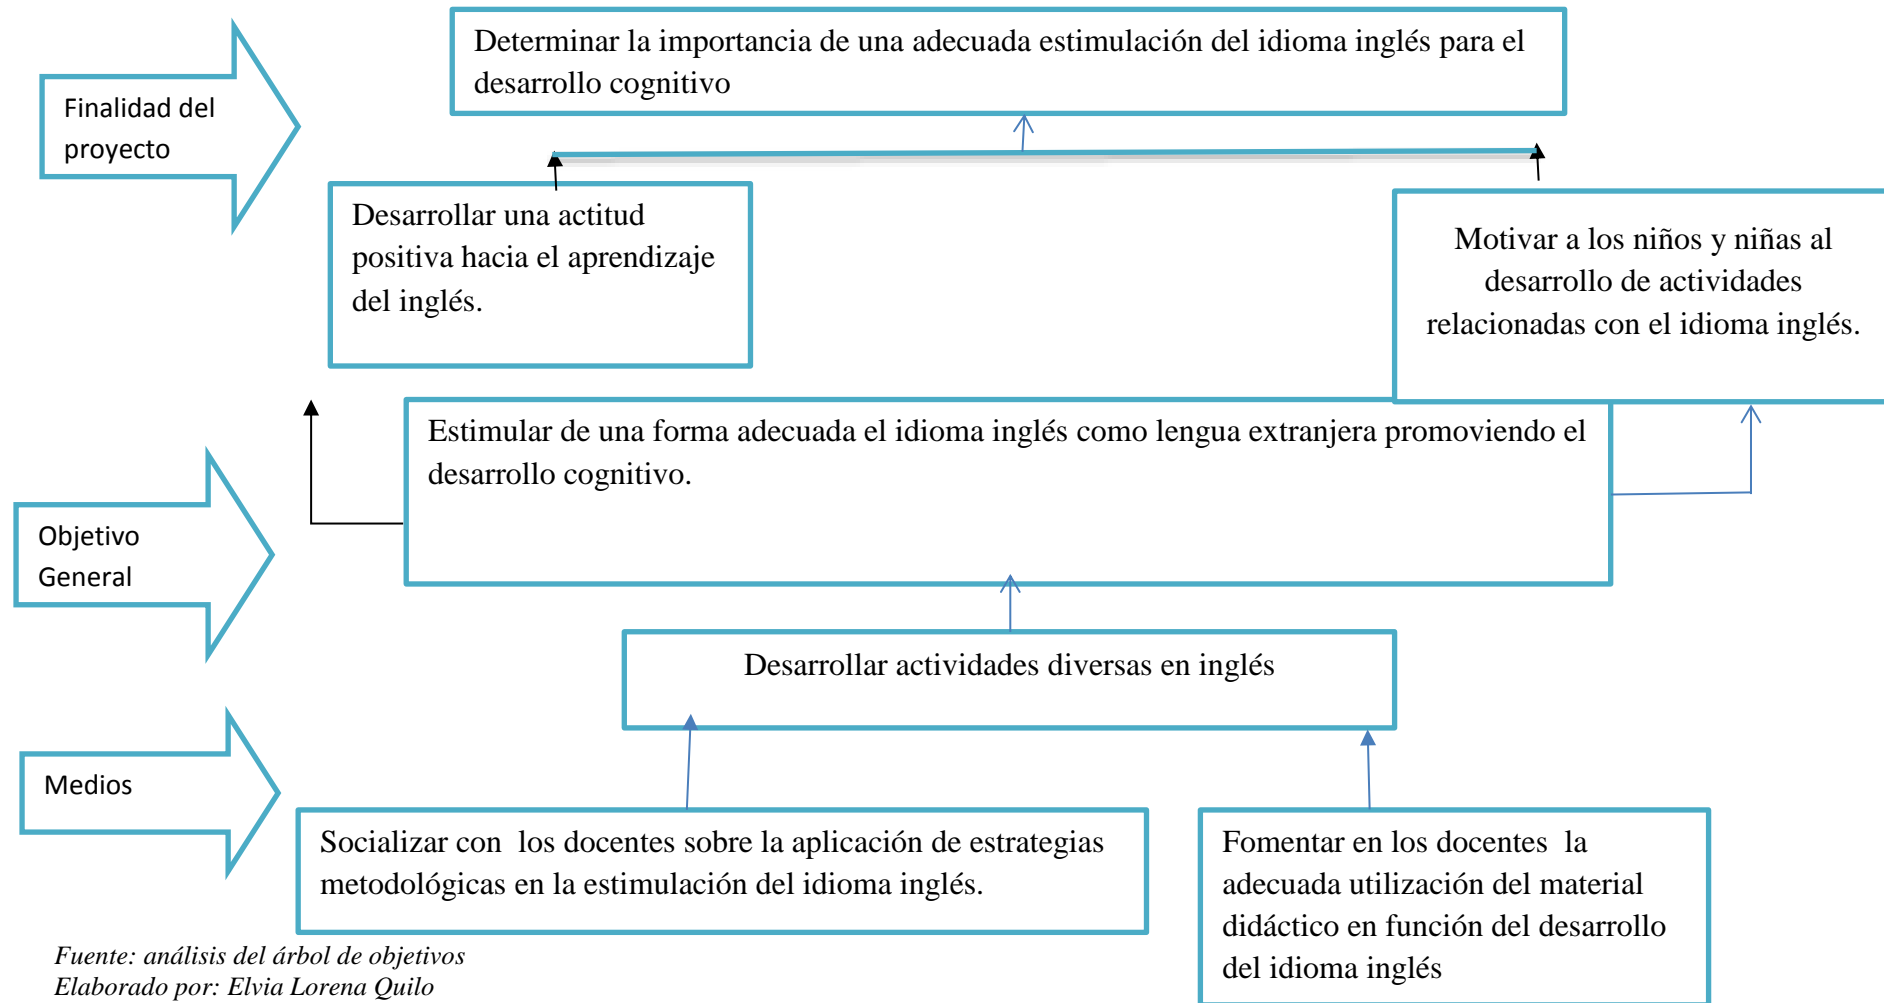 Determinar la importancia de una adecuada estimulación del idioma inglés para el
desarrollo cognitivo
Finalidad del
proyecto
Desarrollar una actitud
positiva hacia el aprendizaje
del inglés.
Motivar a los niños y niñas al
desarrollo de actividades
relacionadas con el idioma inglés.
Estimular de una forma adecuada el idioma inglés como lengua extranjera promoviendo el
desarrollo cognitivo.
Objetivo
General
Desarrollar actividades diversas en inglés
Medios
Socializar con  los docentes sobre la aplicación de estrategias
metodológicas en la estimulación del idioma inglés.
Fomentar en los docentes  la
adecuada utilización del material
didáctico en función del desarrollo
del idioma inglés
Fuente: análisis del árbol de objetivos
Elaborado por: Elvia Lorena Quilo